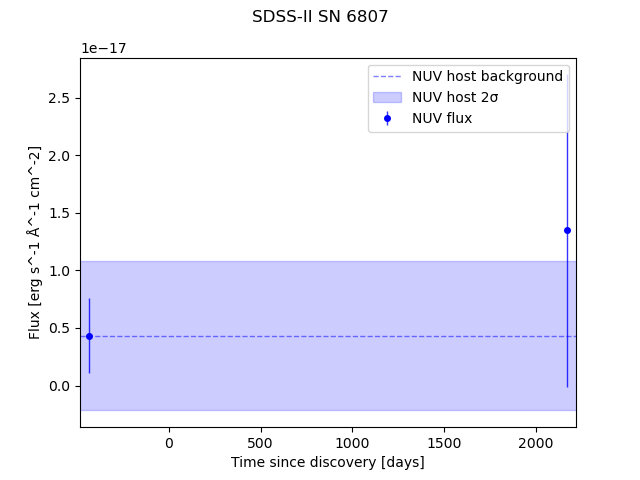 SDSS-II SN 6807
1e−17
NUV host background
NUV host 2σ
NUV flux
2.5
2.0
1.5
1.0
0.5
0.0
Flux [erg s^-1 Å^-1 cm^-2]
0 500 1000 1500 2000
Time since discovery [days]